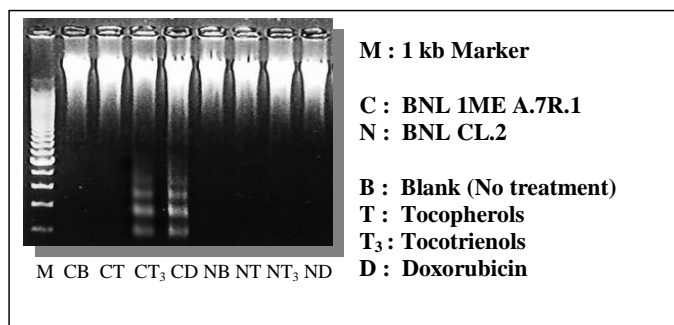 M : 1 kb Marker
C : BNL 1ME A.7R.1
N : BNL CL.2
B : Blank (No treatment)
T : Tocopherols
T₃ : Tocotrienols
D : Doxorubicin
M CB CT CT₃ CD NB NT NT₃ ND